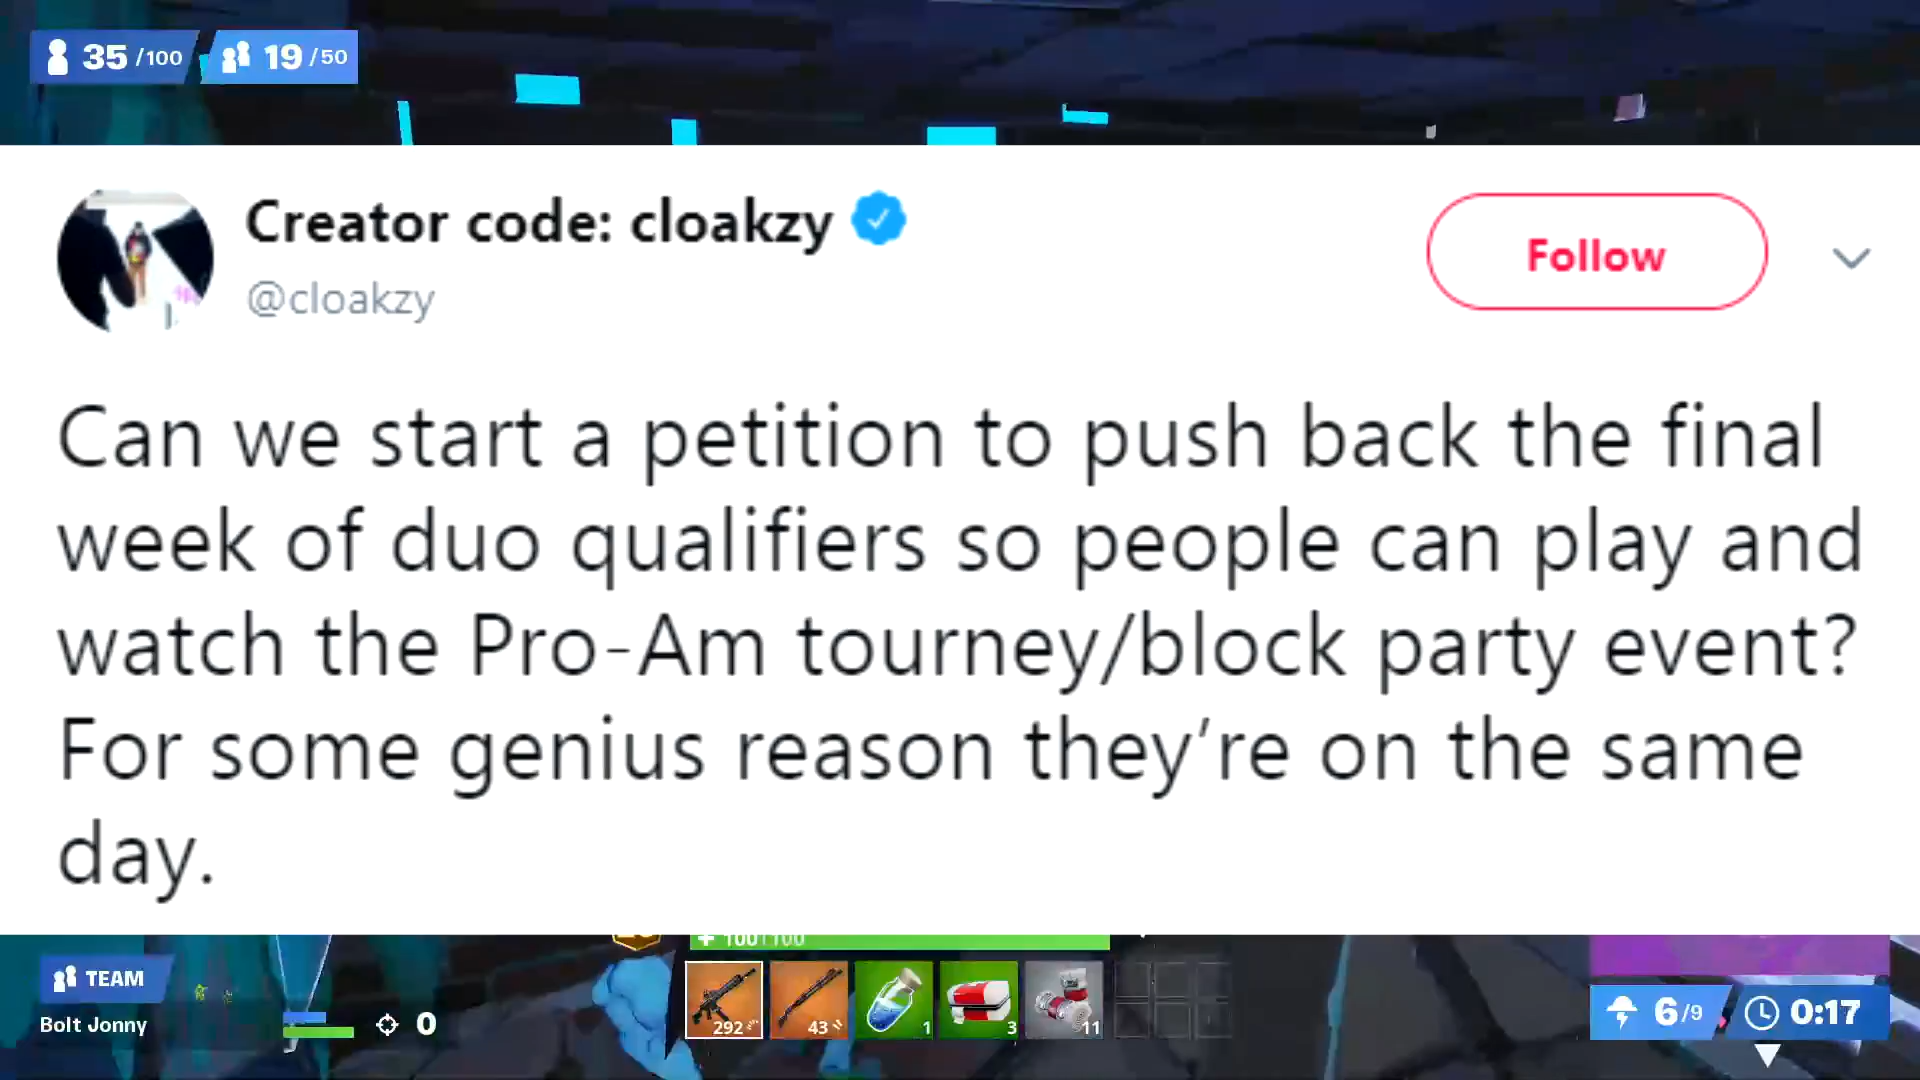 35 /100 19 /50
Creator code: cloakzy
@cloakzy
Follow
Can we start a petition to push back the final
week of duo qualifiers so people can play and
watch the Pro-Am tourney/block party event?
For some genius reason they’re on the same
day.
+ 100 | 100
TEAM
Bolt Jonny
0
292 43 1 3 11
6/9 0:17